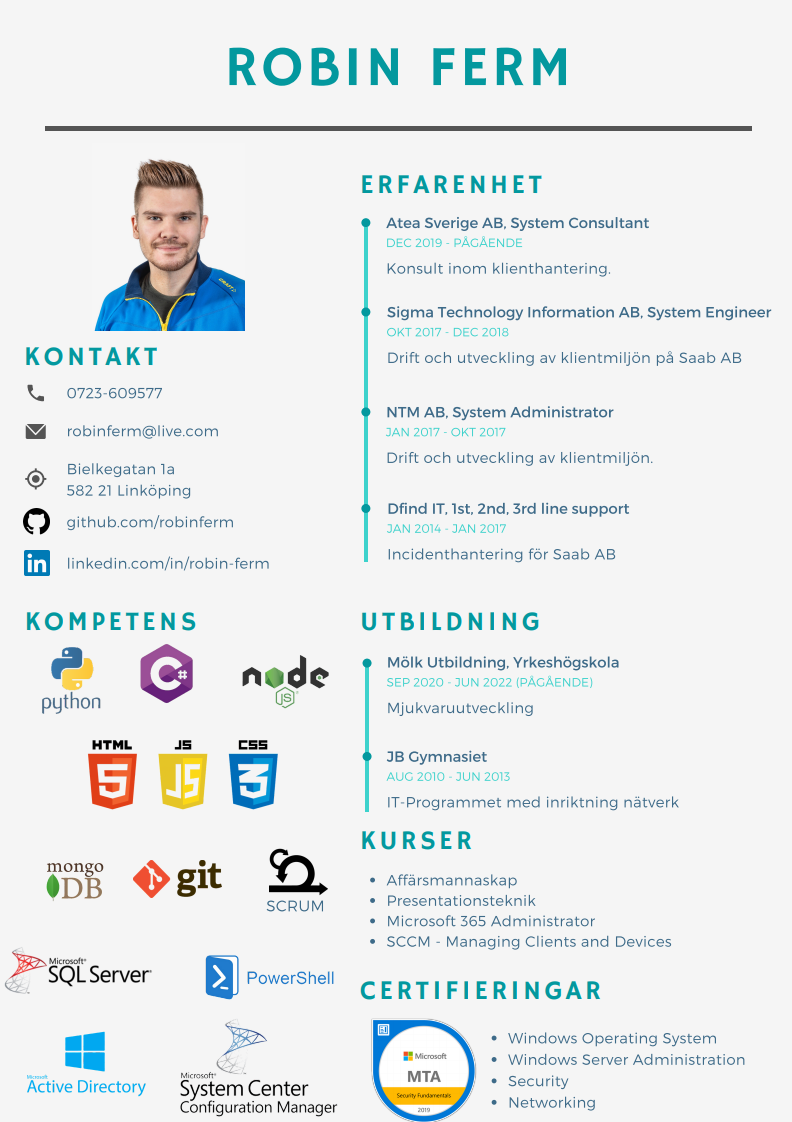 ROBIN FERM
KONTAKT
0723-609577
robinferm@live.com
Bielkegatan 1a
582 21 Linköping
github.com/robinferm
in
linkedin.com/in/robin-ferm
KOMPETENS
python
C#
node
JS
HTML
5
JS
JS
CSS
3
mongo
DB
git
SCRUM
Microsoft®
SQL Server®
PowerShell
Microsoft
Active Directory
Microsoft®
System Center
Configuration Manager
ERFARENHET
Atea Sverige AB, System Consultant
DEC 2019 - PÅGÅENDE
Konsult inom klienthantering.
Sigma Technology Information AB, System Engineer
OKT 2017 - DEC 2018
Drift och utveckling av klientmiljön på Saab AB
NTM AB, System Administrator
JAN 2017 - OKT 2017
Drift och utveckling av klientmiljön.
Dfind IT, 1st, 2nd, 3rd line support
JAN 2014 - JAN 2017
Incidenthantering för Saab AB
UTBILDNING
Mölk Utbildning, Yrkeshögskola
SEP 2020 - JUN 2022 (PÅGÅENDE)
Mjukvaruutveckling
JB Gymnasiet
AUG 2010 - JUN 2013
IT-Programmet med inriktning nätverk
KURSER
• Affärsmannaskap
• Presentationsteknik
• Microsoft 365 Administrator
• SCCM - Managing Clients and Devices
CERTIFIERINGAR
Microsoft
MTA
Security Fundamentals
2019
• Windows Operating System
• Windows Server Administration
• Security
• Networking